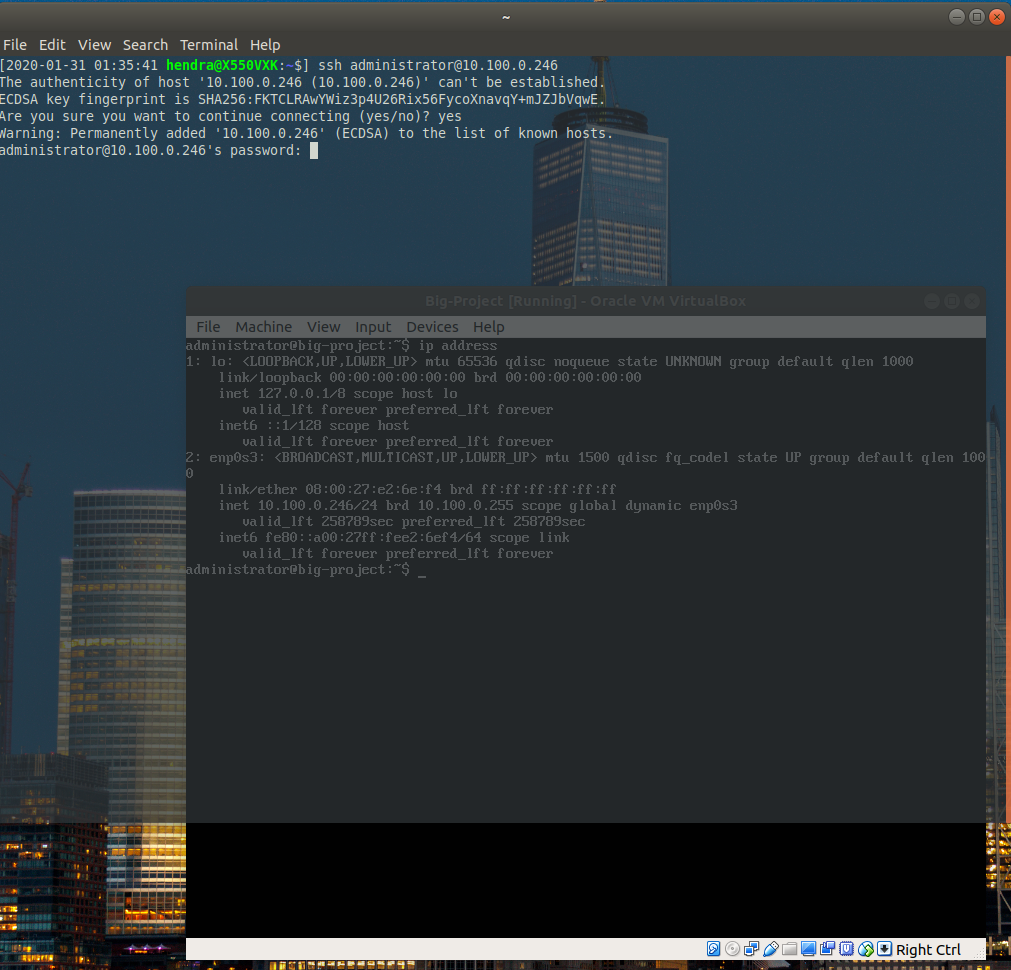 ~
File Edit View Search Terminal Help
[2020-01-31 01:35:41 hendra@X550VXK:~$] ssh administrator@10.100.0.246
The authenticity of host '10.100.0.246 (10.100.0.246)' can't be established.
ECDSA key fingerprint is SHA256:FKTCLRAwYWiz3p4U26Rix56FycoXnavqY+mJZJbVqwE.
Are you sure you want to continue connecting (yes/no)? yes
Warning: Permanently added '10.100.0.246' (ECDSA) to the list of known hosts.
administrator@10.100.0.246's password:
Big-Project [Running] - Oracle VM VirtualBox
File Machine View Input Devices Help
administrator@big-project:~$ ip address
1: lo: <LOOPBACK,UP,LOWER_UP> mtu 65536 qdisc noqueue state UNKNOWN group default qlen 1000
link/loopback 00:00:00:00:00:00 brd 00:00:00:00:00:00
inet 127.0.0.1/8 scope host lo
valid_lft forever preferred_lft forever
inet6 ::1/128 scope host
valid_lft forever preferred_lft forever
2: enp0s3: <BROADCAST,MULTICAST,UP,LOWER_UP> mtu 1500 qdisc fq_codel state UP group default qlen 100
0
link/ether 08:00:27:e2:6e:f4 brd ff:ff:ff:ff:ff:ff
inet 10.100.0.246/24 brd 10.100.0.255 scope global dynamic enp0s3
valid_lft 258789sec preferred_lft 258789sec
inet6 fe80::a00:27ff:fee2:6ef4/64 scope link
valid_lft forever preferred_lft forever
administrator@big-project:~$ _
Right Ctrl